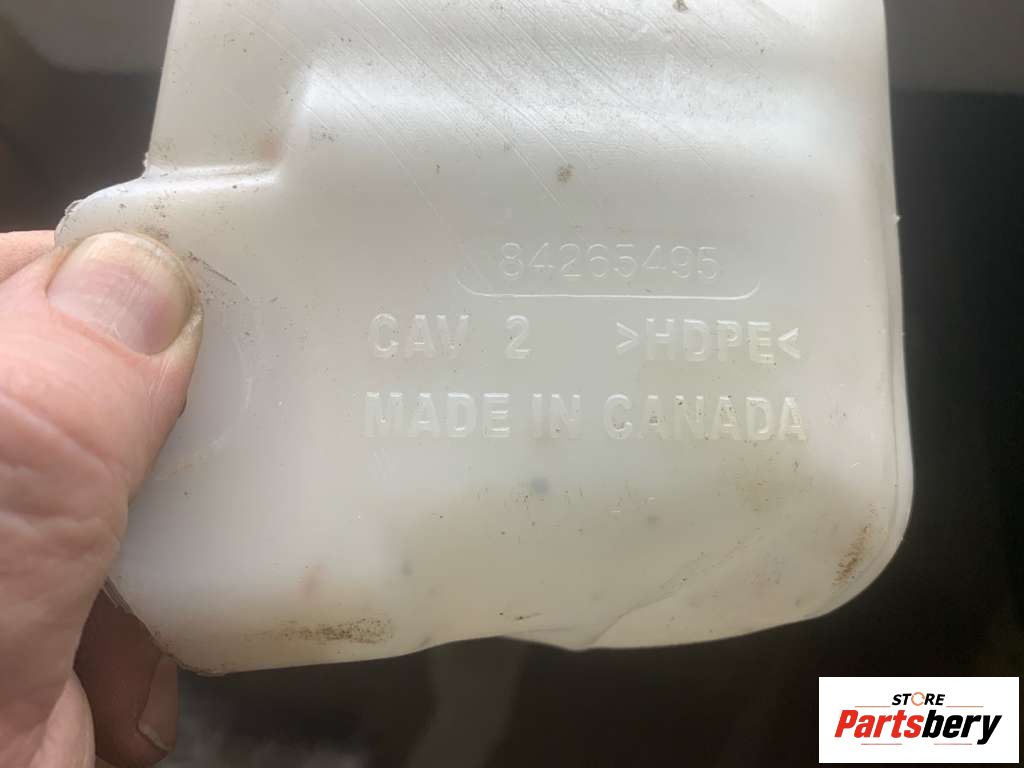 84265495
CAV 2 >HDPE<
MADE IN CANADA
STORE
Partsbery